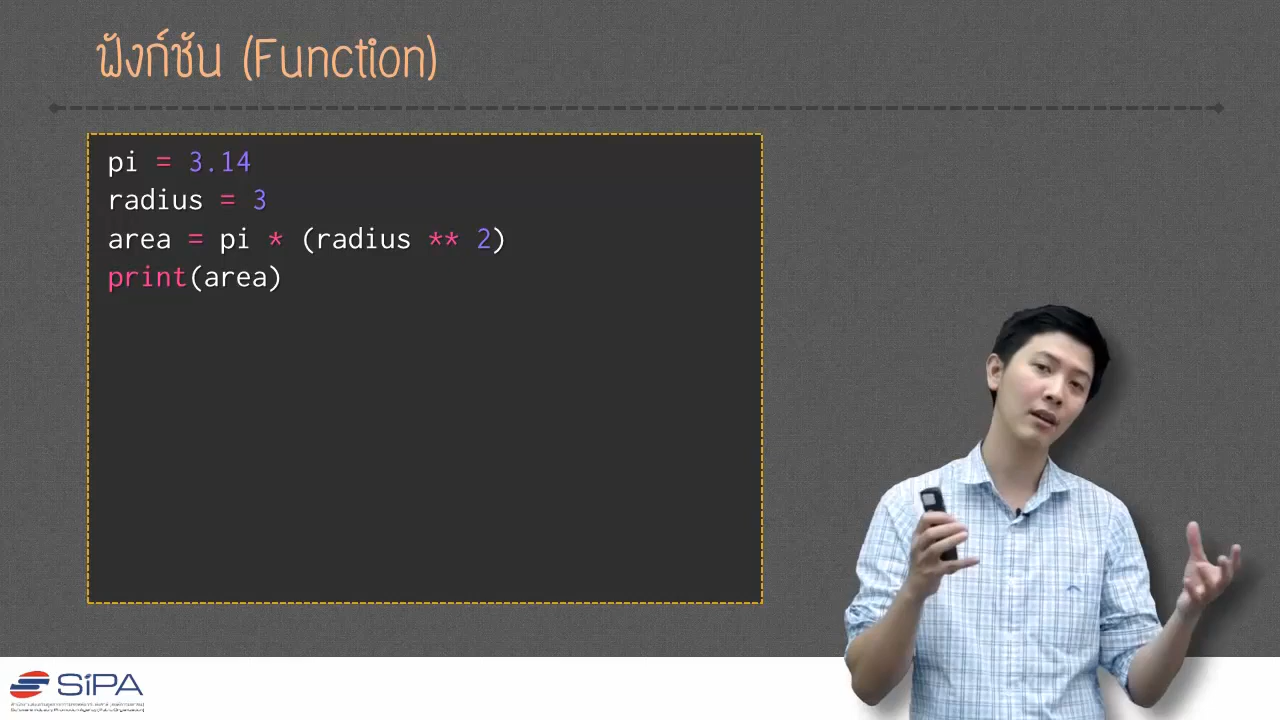 ฟังก์ชัน (Function)
pi = 3.14
radius = 3
area = pi * (radius ** 2)
print(area)
SiPA